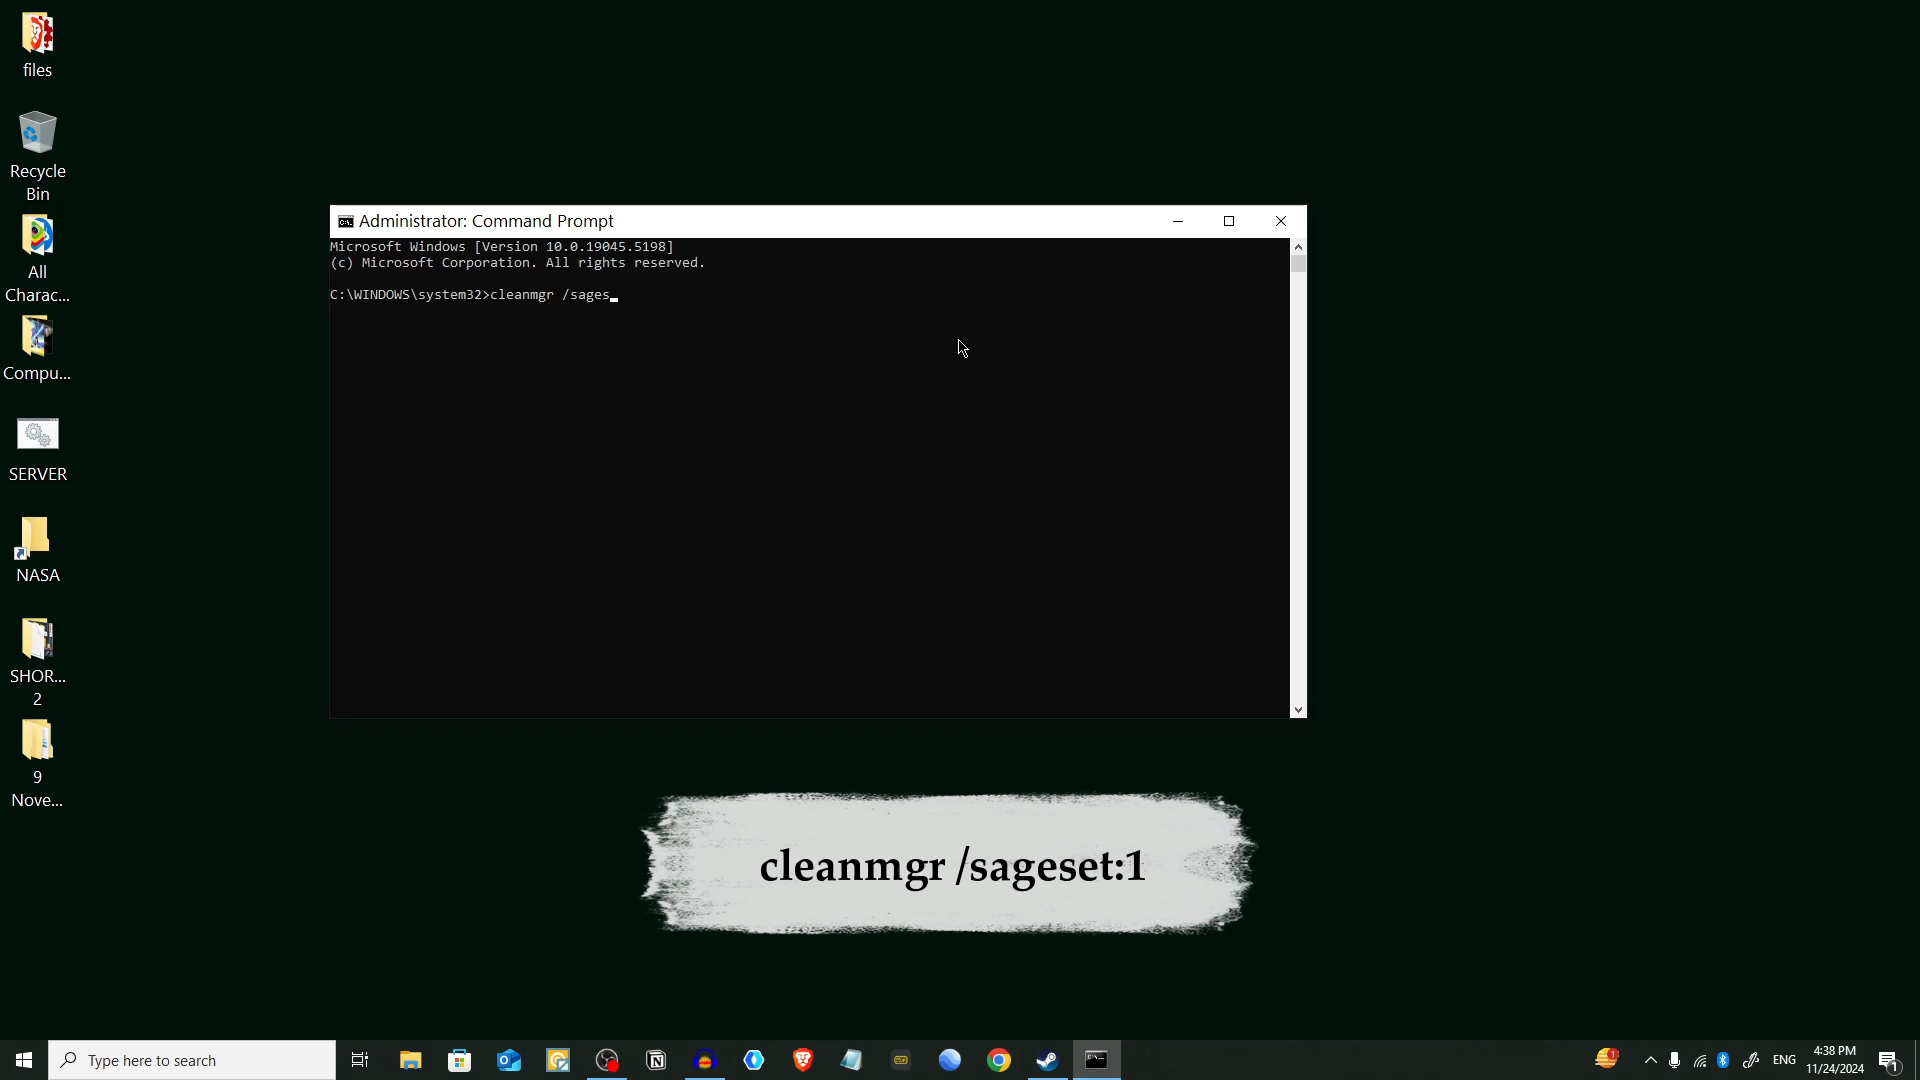 files
Recycle
Bin
All
Charac...
Compu...
SERVER
NASA
SHOR...
2
9
Nove...
Administrator: Command Prompt
Microsoft Windows [Version 10.0.19045.5198]
(c) Microsoft Corporation. All rights reserved.
C:\WINDOWS\system32>cleanmgr /sages
cleanmgr /sageset:1
Type here to search
1
ENG
4:38 PM
11/24/2024
1